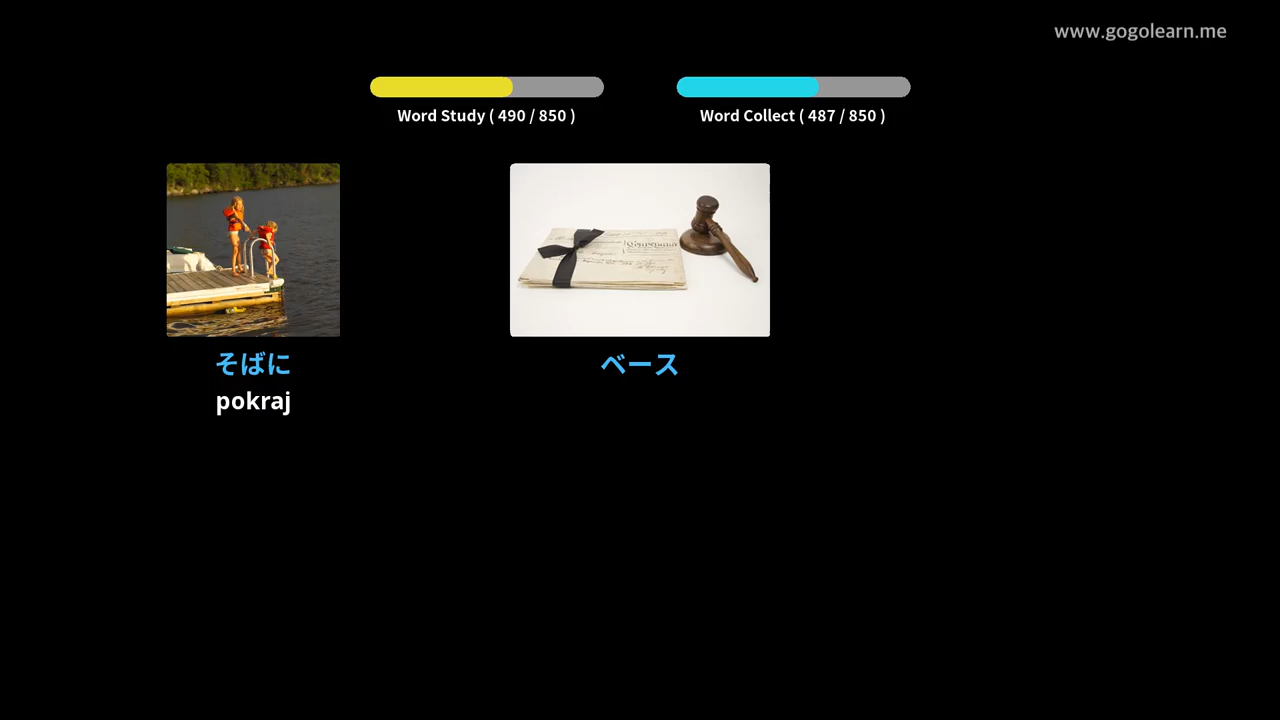 www.gogolearn.me
Word Study ( 490 / 850 )
Word Collect ( 487 / 850 )
そばに
ベース
pokraj